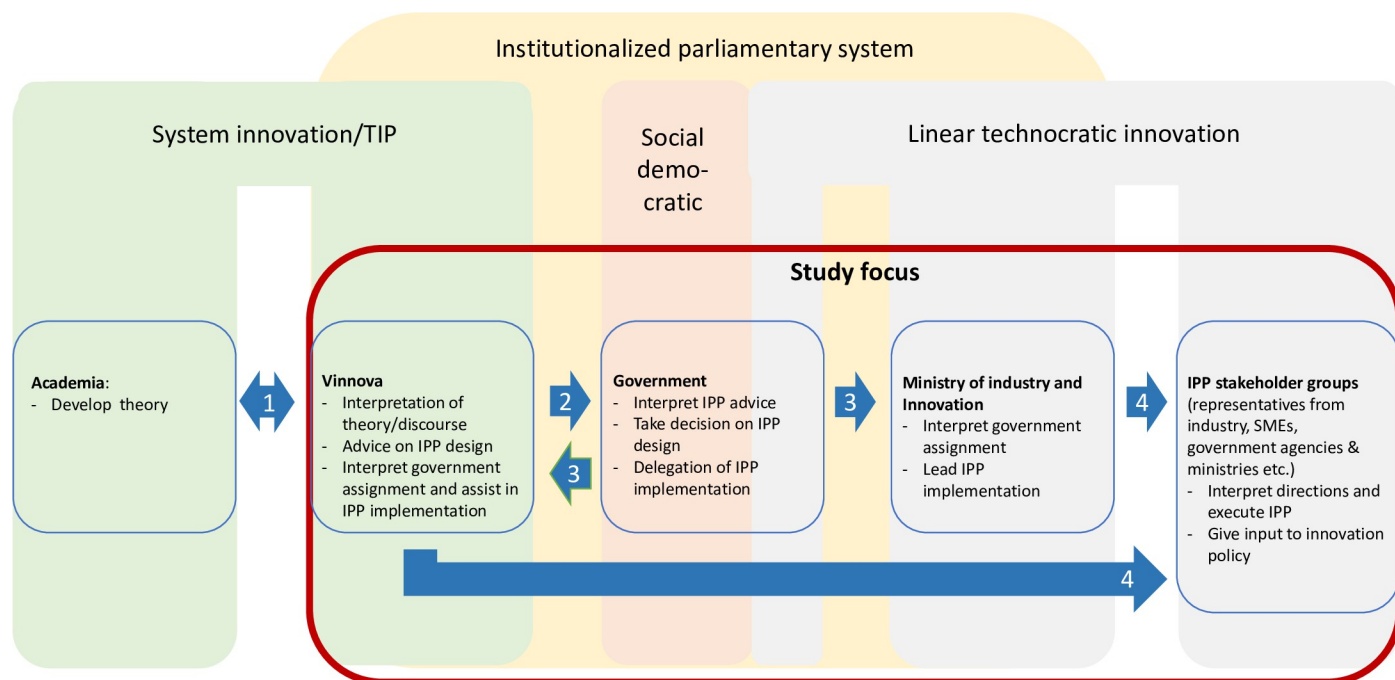 Institutionalized parliamentary system
System innovation/TIP
Social
demo-
cratic
Linear technocratic innovation
Study focus
Academia:
- Develop theory
1
Vinnova
- Interpretation of
theory/discourse
- Advice on IPP design
- Interpret government
assignment and assist in
IPP implementation
2
3
Government
- Interpret IPP advice
- Take decision on IPP
design
- Delegation of IPP
implementation
3
Ministry of industry and
Innovation
- Interpret government
assignment
- Lead IPP
implementation
4
IPP stakeholder groups
(representatives from
industry, SMEs,
government agencies &
ministries etc.)
- Interpret directions and
execute IPP
- Give input to innovation
policy
4